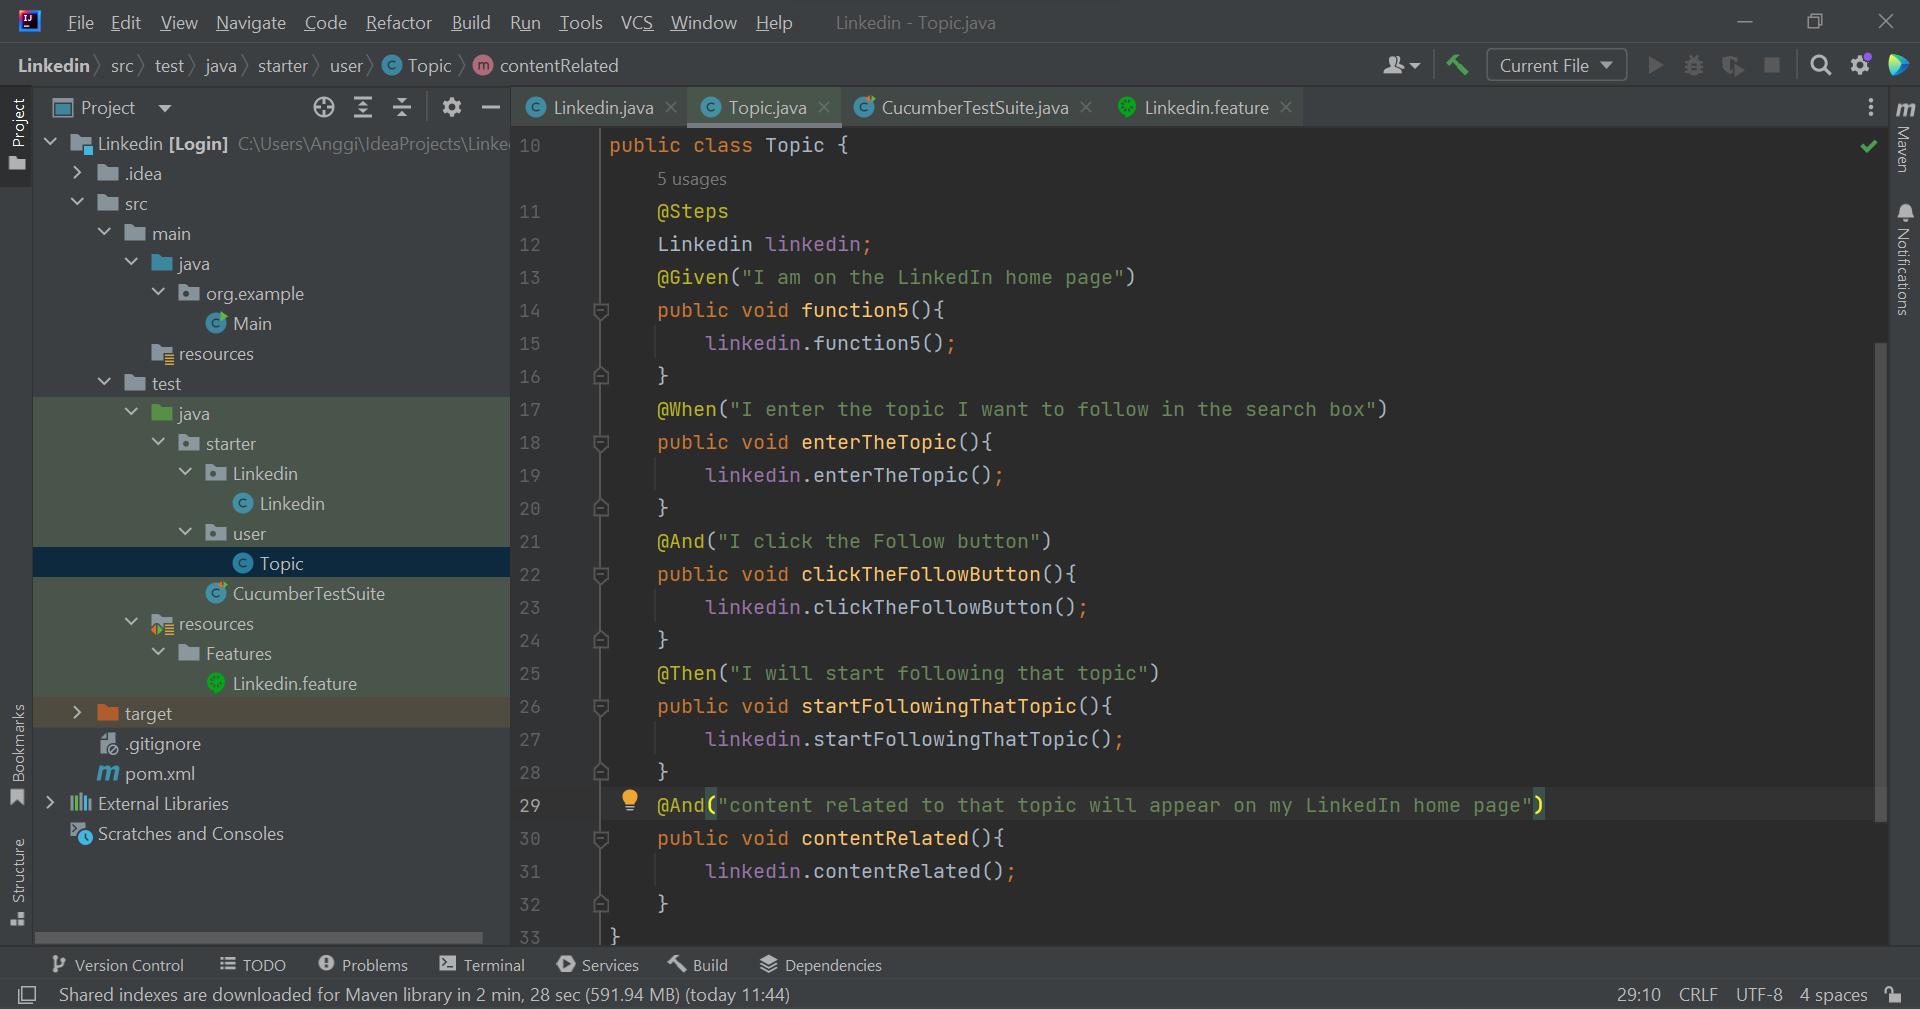 File Edit View Navigate Code Refactor Build Run Tools VCS Window Help Linkedin - Topic.java
Linkedin src test java starter user Topic contentRelated Current File
Project
Linkedin [Login] C:\Users\Anggi\IdeaProjects\Linke
.idea
src
main
java
org.example
Main
resources
test
java
starter
Linkedin
Linkedin
user
Topic
CucumberTestSuite
resources
Features
Linkedin.feature
target
.gitignore
pom.xml
External Libraries
Scratches and Consoles
Project
Bookmarks
Structure
Linkedin.java Topic.java CucumberTestSuite.java Linkedin.feature
10 public class Topic {
5 usages
11 @Steps
12 Linkedin linkedin;
13 @Given("I am on the LinkedIn home page")
14 public void function5(){
15 linkedin.function5();
16 }
17 @When("I enter the topic I want to follow in the search box")
18 public void enterTheTopic(){
19 linkedin.enterTheTopic();
20 }
21 @And("I click the Follow button")
22 public void clickTheFollowButton(){
23 linkedin.clickTheFollowButton();
24 }
25 @Then("I will start following that topic")
26 public void startFollowingThatTopic(){
27 linkedin.startFollowingThatTopic();
28 }
29 @And("content related to that topic will appear on my LinkedIn home page")
30 public void contentRelated(){
31 linkedin.contentRelated();
32 }
33 }
Maven
Notifications
Version Control TODO Problems Terminal Services Build Dependencies
Shared indexes are downloaded for Maven library in 2 min, 28 sec (591.94 MB) (today 11:44) 29:10 CRLF UTF-8 4 spaces